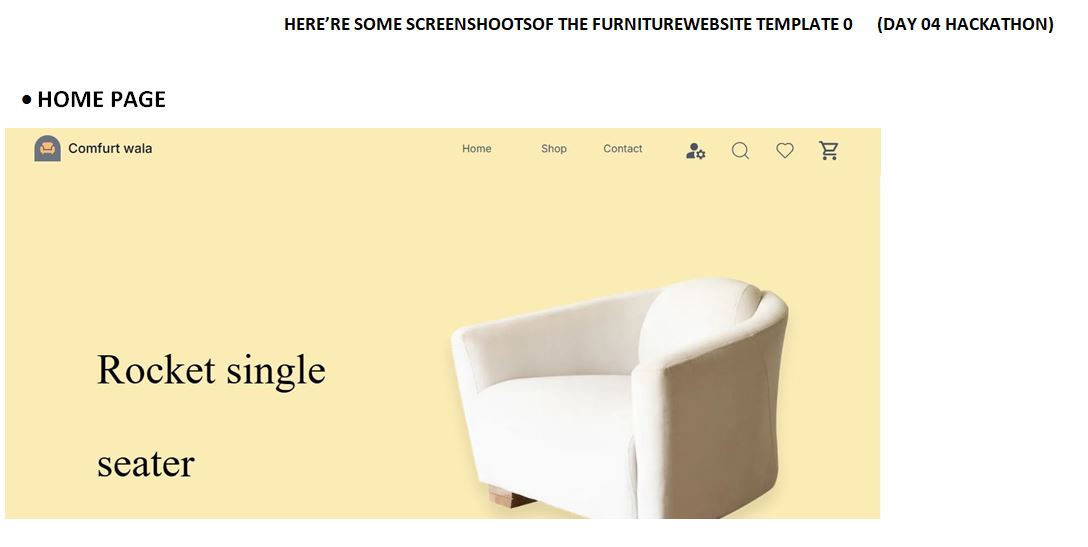 HERE’RE SOME SCREENSHOOTSOF THE FURNITUREWEBSITE TEMPLATE 0 (DAY 04 HACKATHON)
• HOME PAGE
Comfurt wala Home Shop Contact
Rocket single
seater